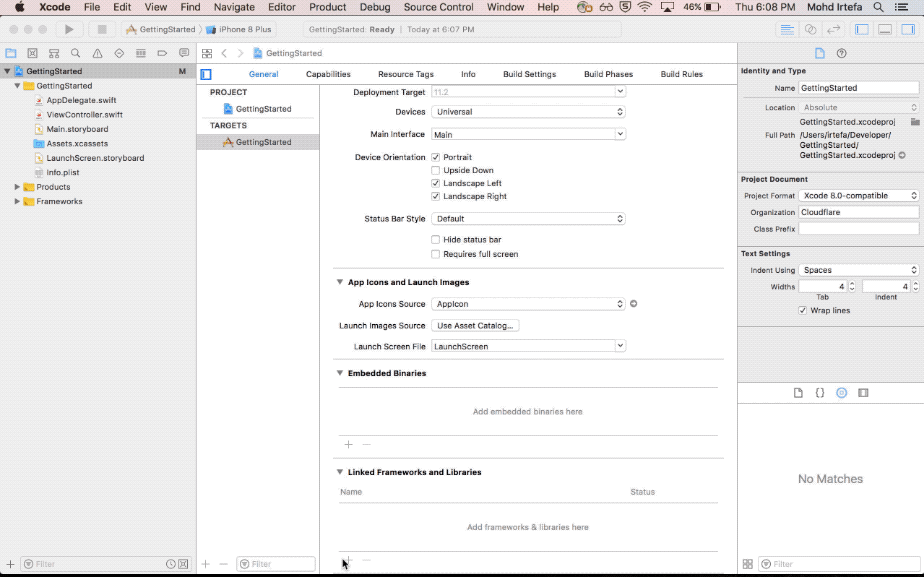 Xcode File Edit View Find Navigate Editor Product Debug Source Control Window Help 5 46% Thu 6:08 PM Mohd Irtefa
GettingStarted iPhone 8 Plus GettingStarted: Ready | Today at 6:07 PM
GettingStarted
GettingStarted M
GettingStarted
AppDelegate.swift
ViewController.swift
Main.storyboard
Assets.xcassets
LaunchScreen.storyboard
Info.plist
Products
Frameworks
Filter
General Capabilities Resource Tags Info Build Settings Build Phases Build Rules
PROJECT
GettingStarted
TARGETS
GettingStarted
Filter
Deployment Target 11.2
Devices Universal
Main Interface Main
Device Orientation Portrait
Upside Down
Landscape Left
Landscape Right
Status Bar Style Default
Hide status bar
Requires full screen
App Icons and Launch Images
App Icons Source AppIcon
Launch Images Source Use Asset Catalog...
Launch Screen File LaunchScreen
Embedded Binaries
Add embedded binaries here
Linked Frameworks and Libraries
Name Status
Add frameworks & libraries here
Identity and Type
Name GettingStarted
Location Absolute
GettingStarted.xcodeproj
Full Path /Users/irtefa/Developer/
GettingStarted/
GettingStarted.xcodeproj
Project Document
Project Format Xcode 8.0-compatible
Organization Cloudflare
Class Prefix
Text Settings
Indent Using Spaces
Widths 4 4
Tab Indent
Wrap lines
No Matches
Filter